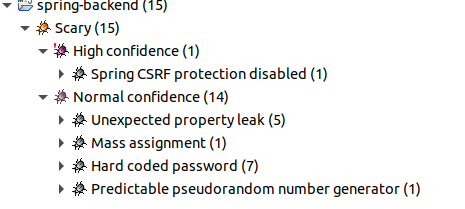 spring-backend (15)
Scary (15)
High confidence (1)
Spring CSRF protection disabled (1)
Normal confidence (14)
Unexpected property leak (5)
Mass assignment (1)
Hard coded password (7)
Predictable pseudorandom number generator (1)